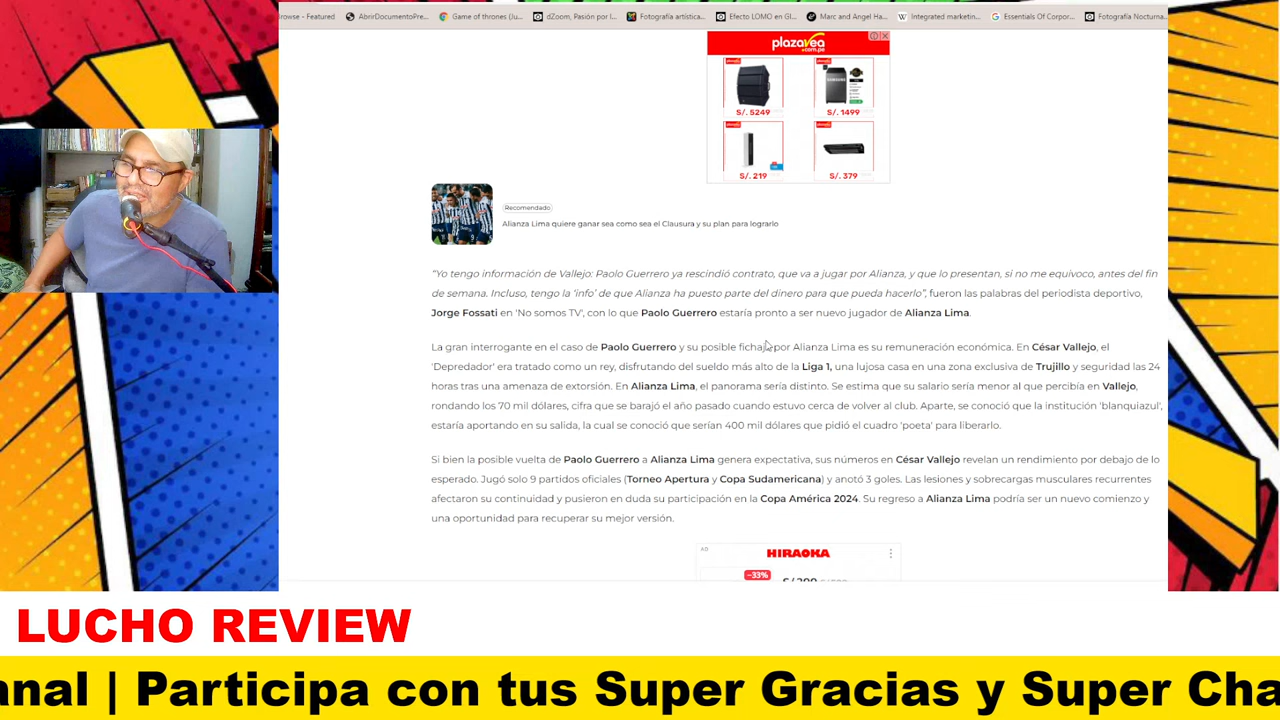 rowse - Featured AbrirDocumentoPre... Game of thrones (Ju... dZoom, Pasión por l... Fotografía artística... Efecto LOMO en GI... Marc and Angel Ha... Integrated marketin... Essentials Of Corpor... Fotografía Nocturna...
plazavea
.com.pe
S/. 5249 S/. 1499
S/. 219 S/. 379
Recomendado
Alianza Lima quiere ganar sea como sea el Clausura y su plan para lograrlo
“Yo tengo información de Vallejo: Paolo Guerrero ya rescindió contrato, que va a jugar por Alianza, y que lo presentan, si no me equivoco, antes del fin
de semana. Incluso, tengo la ‘info’ de que Alianza ha puesto parte del dinero para que pueda hacerlo”, fueron las palabras del periodista deportivo,
Jorge Fossati en 'No somos TV', con lo que Paolo Guerrero estaría pronto a ser nuevo jugador de Alianza Lima.
La gran interrogante en el caso de Paolo Guerrero y su posible fichaje por Alianza Lima es su remuneración económica. En César Vallejo, el
'Depredador' era tratado como un rey, disfrutando del sueldo más alto de la Liga 1, una lujosa casa en una zona exclusiva de Trujillo y seguridad las 24
horas tras una amenaza de extorsión. En Alianza Lima, el panorama sería distinto. Se estima que su salario sería menor al que percibía en Vallejo,
rondando los 70 mil dólares, cifra que se barajó el año pasado cuando estuvo cerca de volver al club. Aparte, se conoció que la institución 'blanquiazul',
estaría aportando en su salida, la cual se conoció que serían 400 mil dólares que pidió el cuadro 'poeta' para liberarlo.
Si bien la posible vuelta de Paolo Guerrero a Alianza Lima genera expectativa, sus números en César Vallejo revelan un rendimiento por debajo de lo
esperado. Jugó solo 9 partidos oficiales (Torneo Apertura y Copa Sudamericana) y anotó 3 goles. Las lesiones y sobrecargas musculares recurrentes
afectaron su continuidad y pusieron en duda su participación en la Copa América 2024. Su regreso a Alianza Lima podría ser un nuevo comienzo y
una oportunidad para recuperar su mejor versión.
AD HIRAOKA
-33%
LUCHO REVIEW
anal | Participa con tus Super Gracias y Super Cha